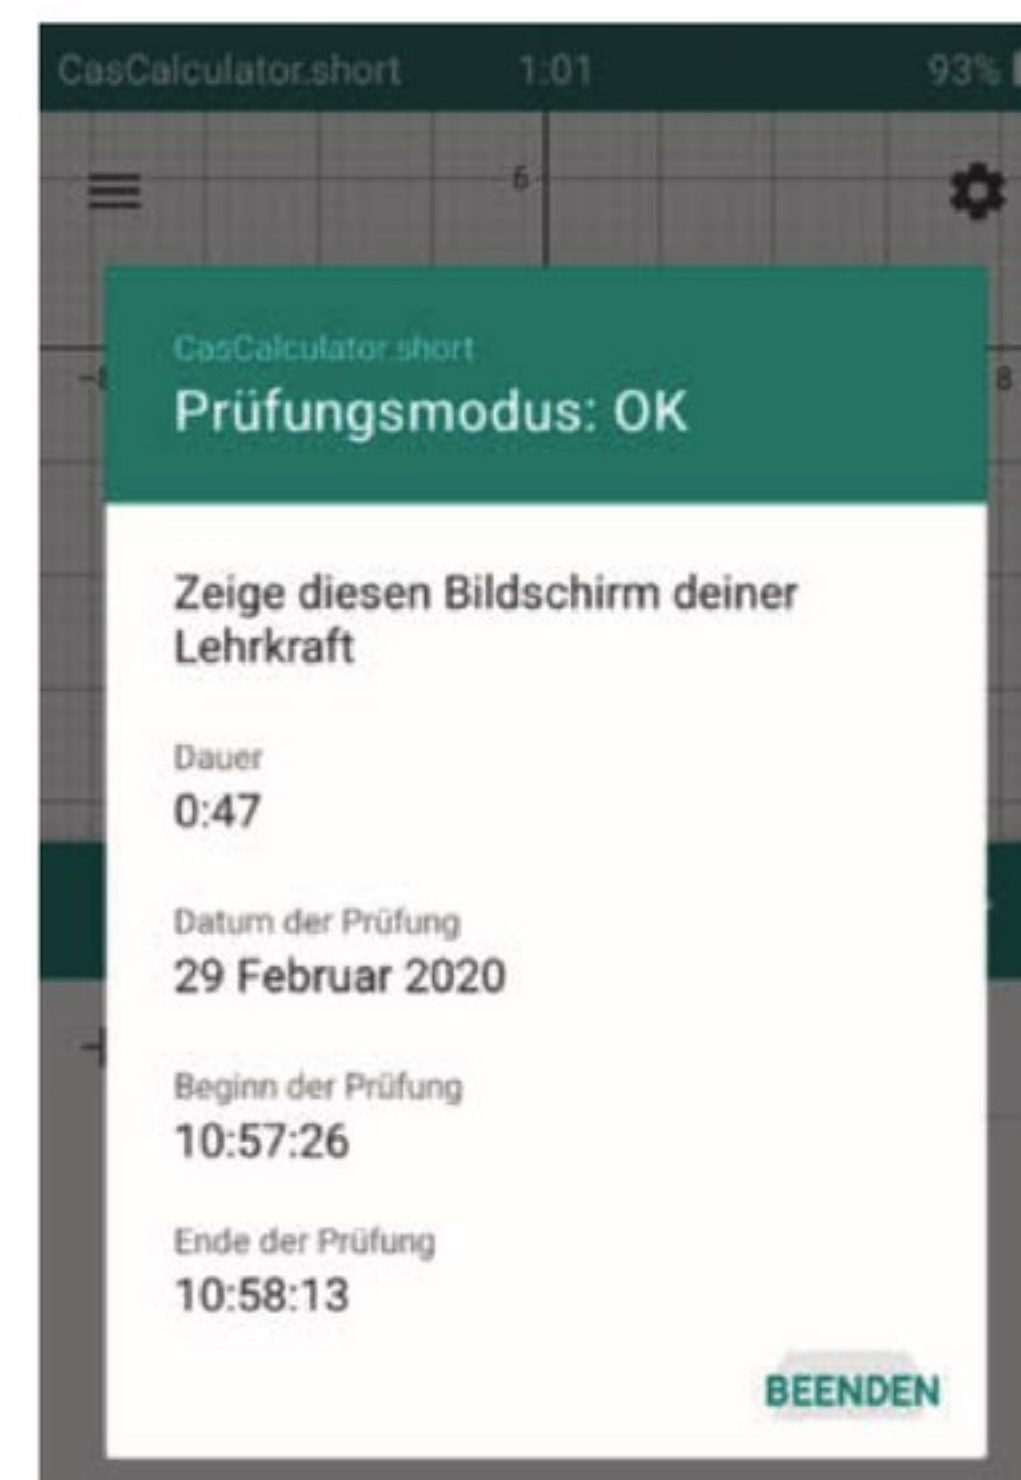 CasCalculator.short 1:01 93%
6
8
CasCalculator.short
Prüfungsmodus: OK
Zeige diesen Bildschirm deiner
Lehrkraft
Dauer
0:47
Datum der Prüfung
29 Februar 2020
Beginn der Prüfung
10:57:26
Ende der Prüfung
10:58:13
BEENDEN